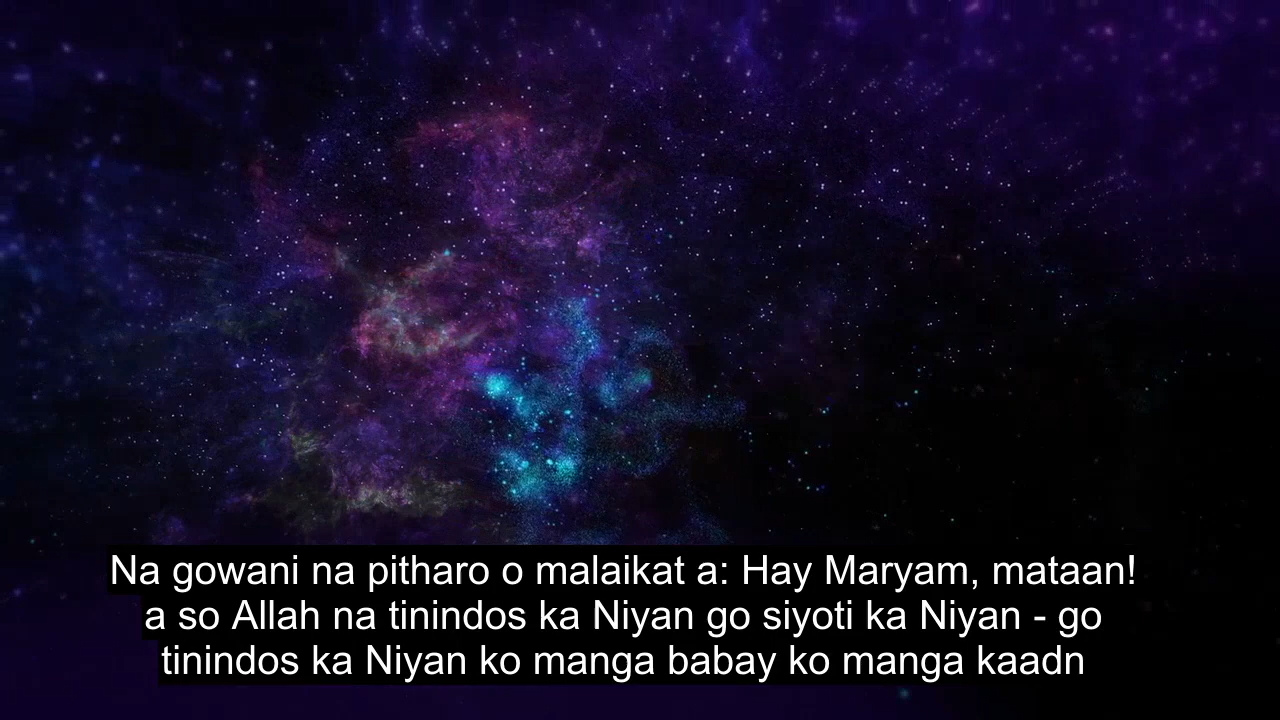 Na gowani na pitharo o malaikat a: Hay Maryam, mataan!
a so Allah na tinindos ka Niyan go siyoti ka Niyan - go
tinindos ka Niyan ko manga babay ko manga kaadn